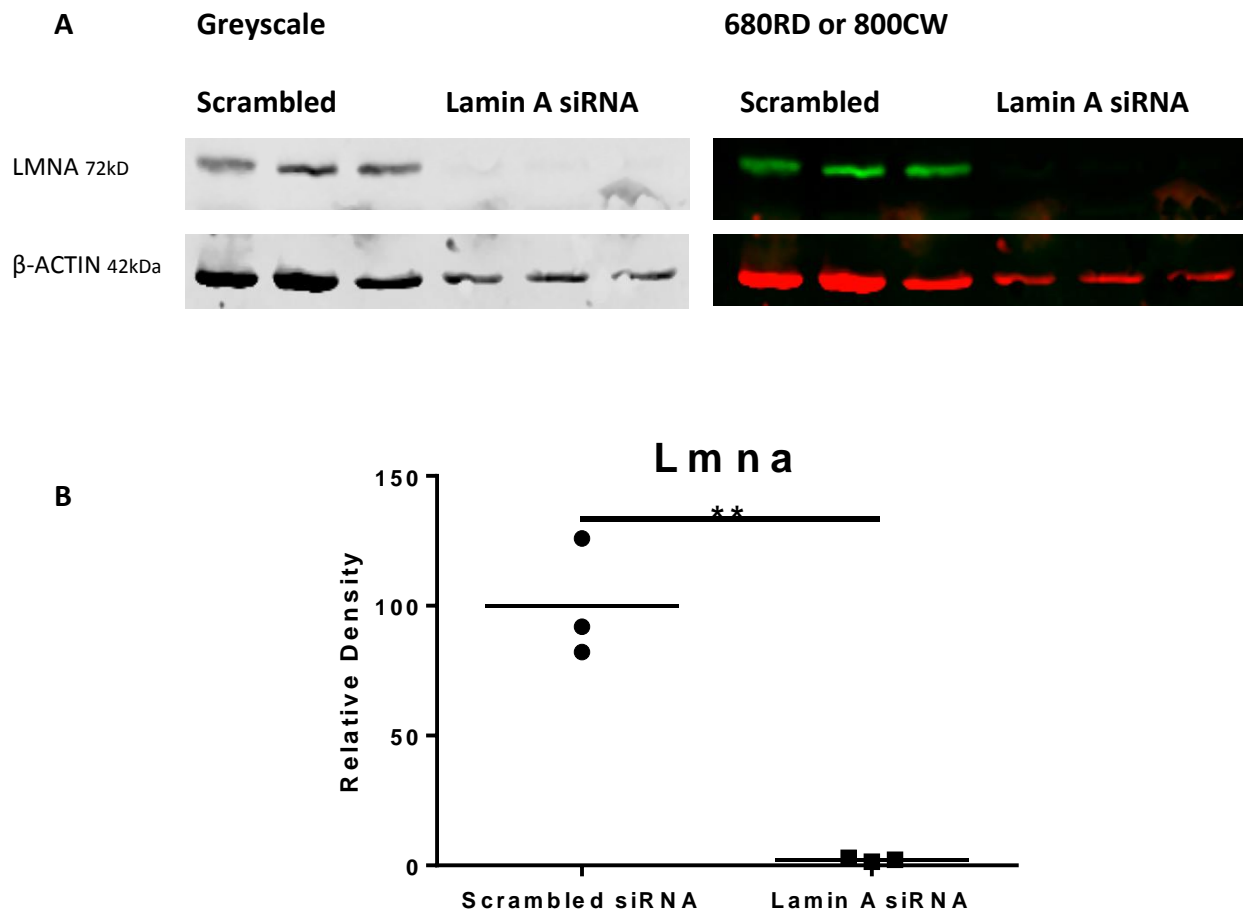 A Greyscale 680RD or 800CW
Scrambled Lamin A siRNA Scrambled Lamin A siRNA
LMNA 72kD
β-ACTIN 42kDa
B
Lmna
150
**
100
50
0
Relative Density
Scrambled siRNA Lamin A siRNA